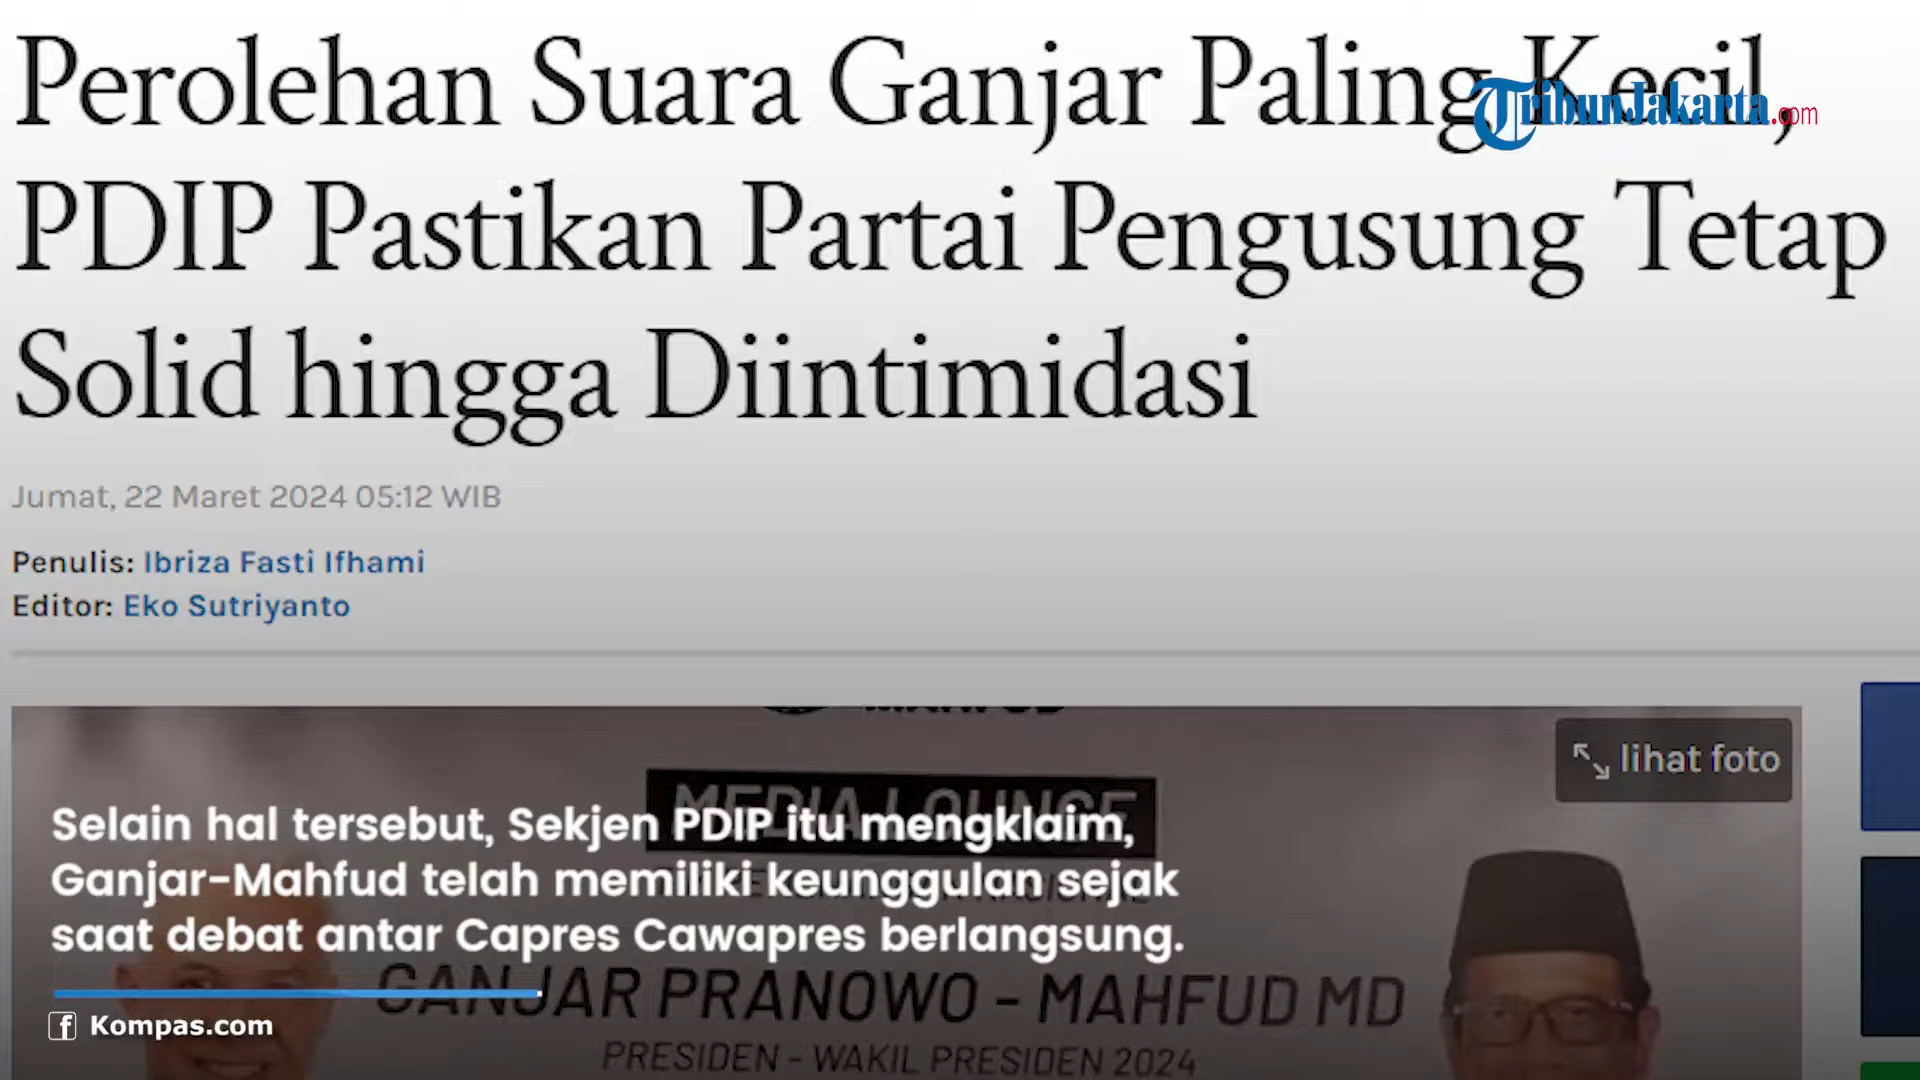 Perolehan Suara Ganjar Paling Kecil,
TribunJakarta.com
PDIP Pastikan Partai Pengusung Tetap
Solid hingga Diintimidasi
Jumat, 22 Maret 2024 05:12 WIB
Penulis: Ibriza Fasti Ifhami
Editor: Eko Sutriyanto
lihat foto
MEDIA LOUNGE
Selain hal tersebut, Sekjen PDIP itu mengklaim,
Ganjar-Mahfud telah memiliki keunggulan sejak
saat debat antar Capres Cawapres berlangsung.
GANJAR PRANOWO - MAHFUD MD
Kompas.com
PRESIDEN - WAKIL PRESIDEN 2024